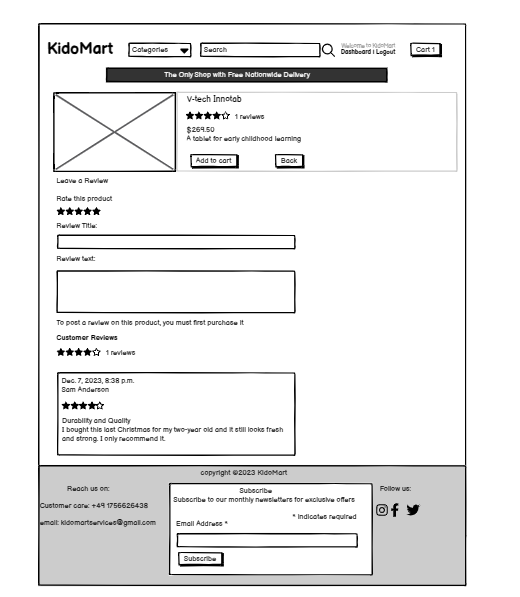 KidoMart
Categories
Search
Welcome to KidMart
Dashboard | Logout
Cart 1
The Only Shop with Free Nationwide Delivery
V-tech Innotab
1 reviews
$269.50
A tablet for early childhood learning
Add to cart
Back
Leave a Review
Rate this product
Review Title:
Review text:
To post a review on this product, you must first purchase it
Customer Reviews
1 reviews
Dec. 7, 2023, 8:38 p.m.
Sam Anderson
Durability and Quality
I bought this last Christmas for my two-year old and it still looks fresh
and strong. I only recommend it.
copyright ©2023 KidoMart
Reach us on:
Customer care: +49 1756626438
email: kidomartservices@gmail.com
Subscribe
Subscribe to our monthly newsletters for exclusive offers
* indicates required
Email Address *
Subscribe
Follow us: